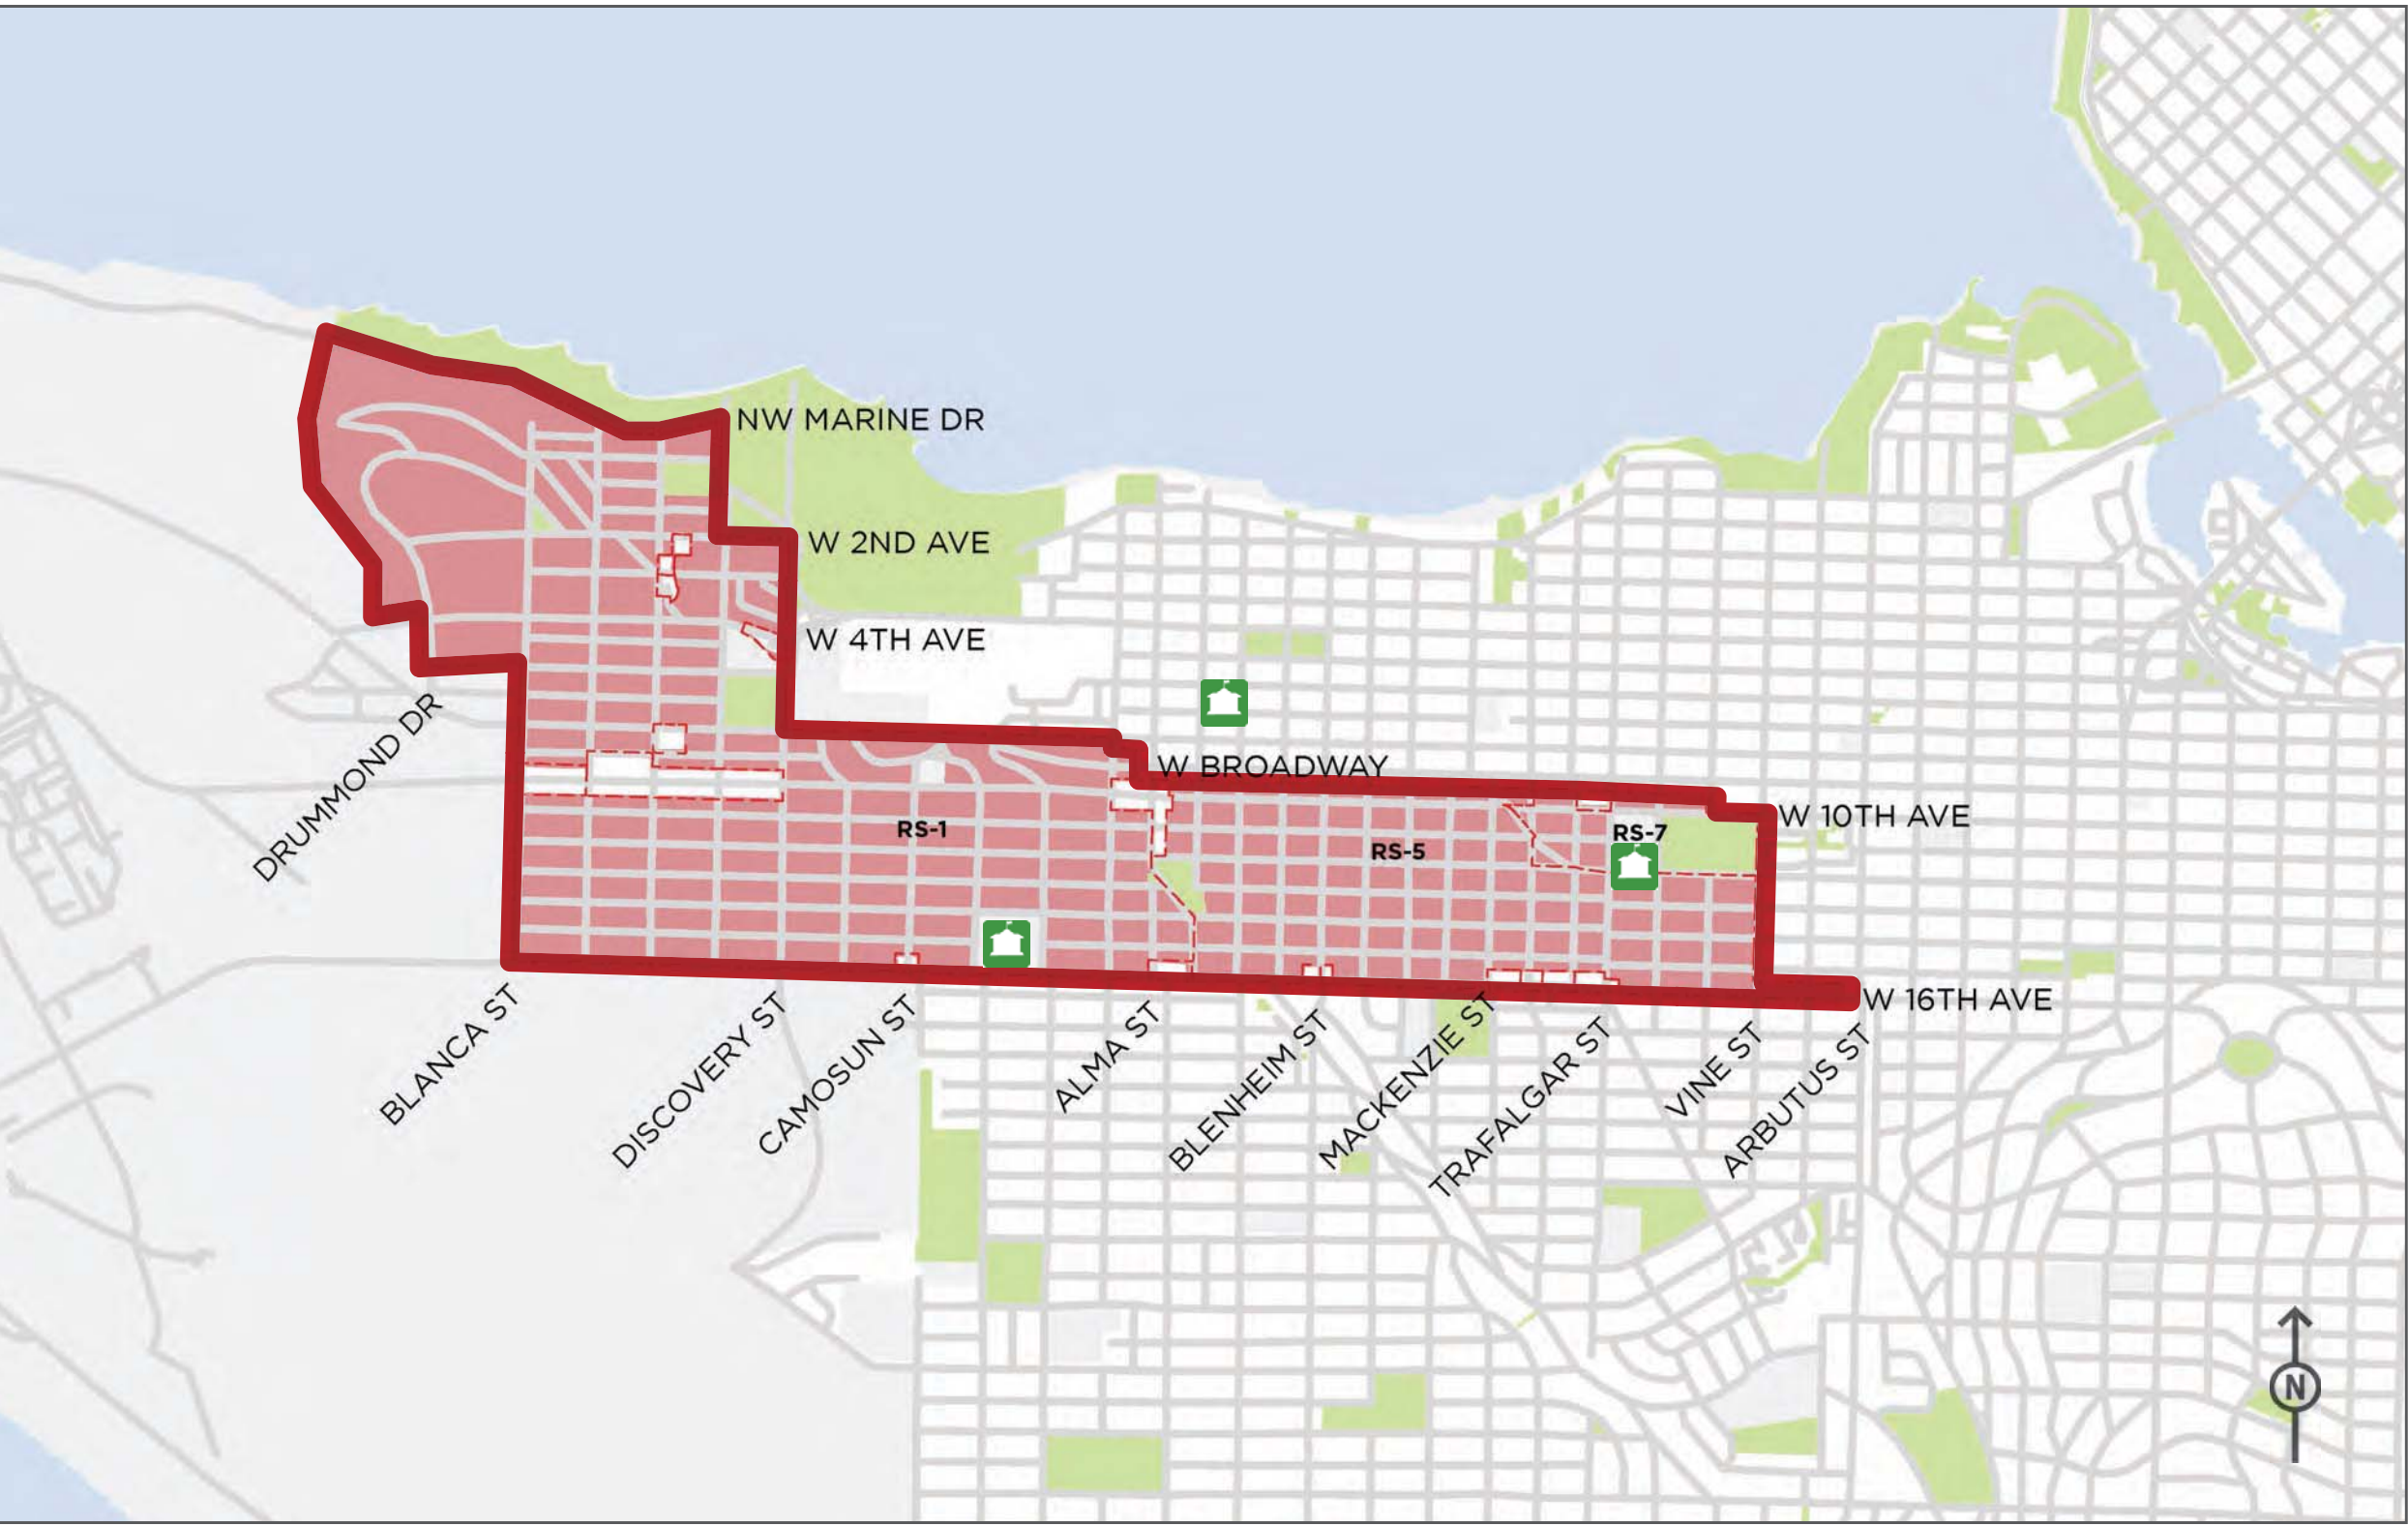 NW MARINE DR
W 2ND AVE
W 4TH AVE
DRUMMOND DR
W BROADWAY
W 10TH AVE
RS-1
RS-5
RS-7
W 16TH AVE
BLANCA ST
DISCOVERY ST
CAMOSUN ST
ALMA ST
BLENHEIM ST
MACKENZIE ST
TRAFALGAR ST
VINE ST
ARBUTUS ST
N